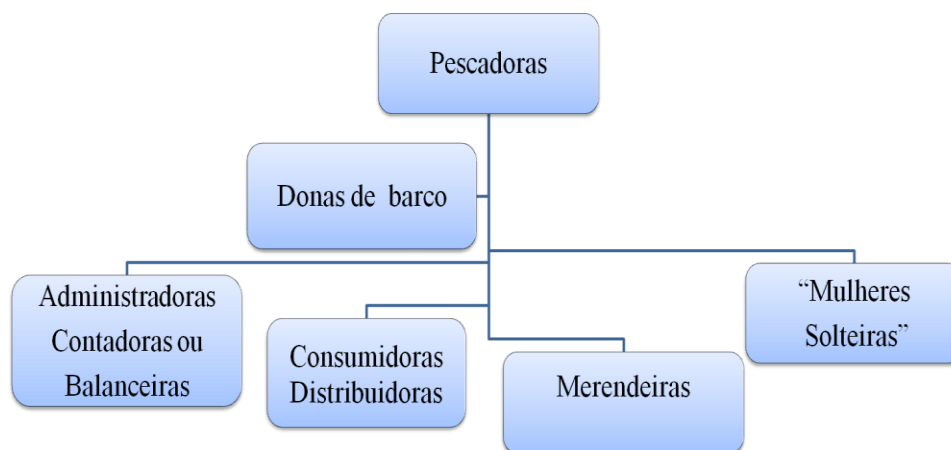 Pescadoras
Donas de barco
Administradoras
Contadoras ou
Balanceiras
Consumidoras
Distribuidoras
Merendeiras
“Mulheres
Solteiras”